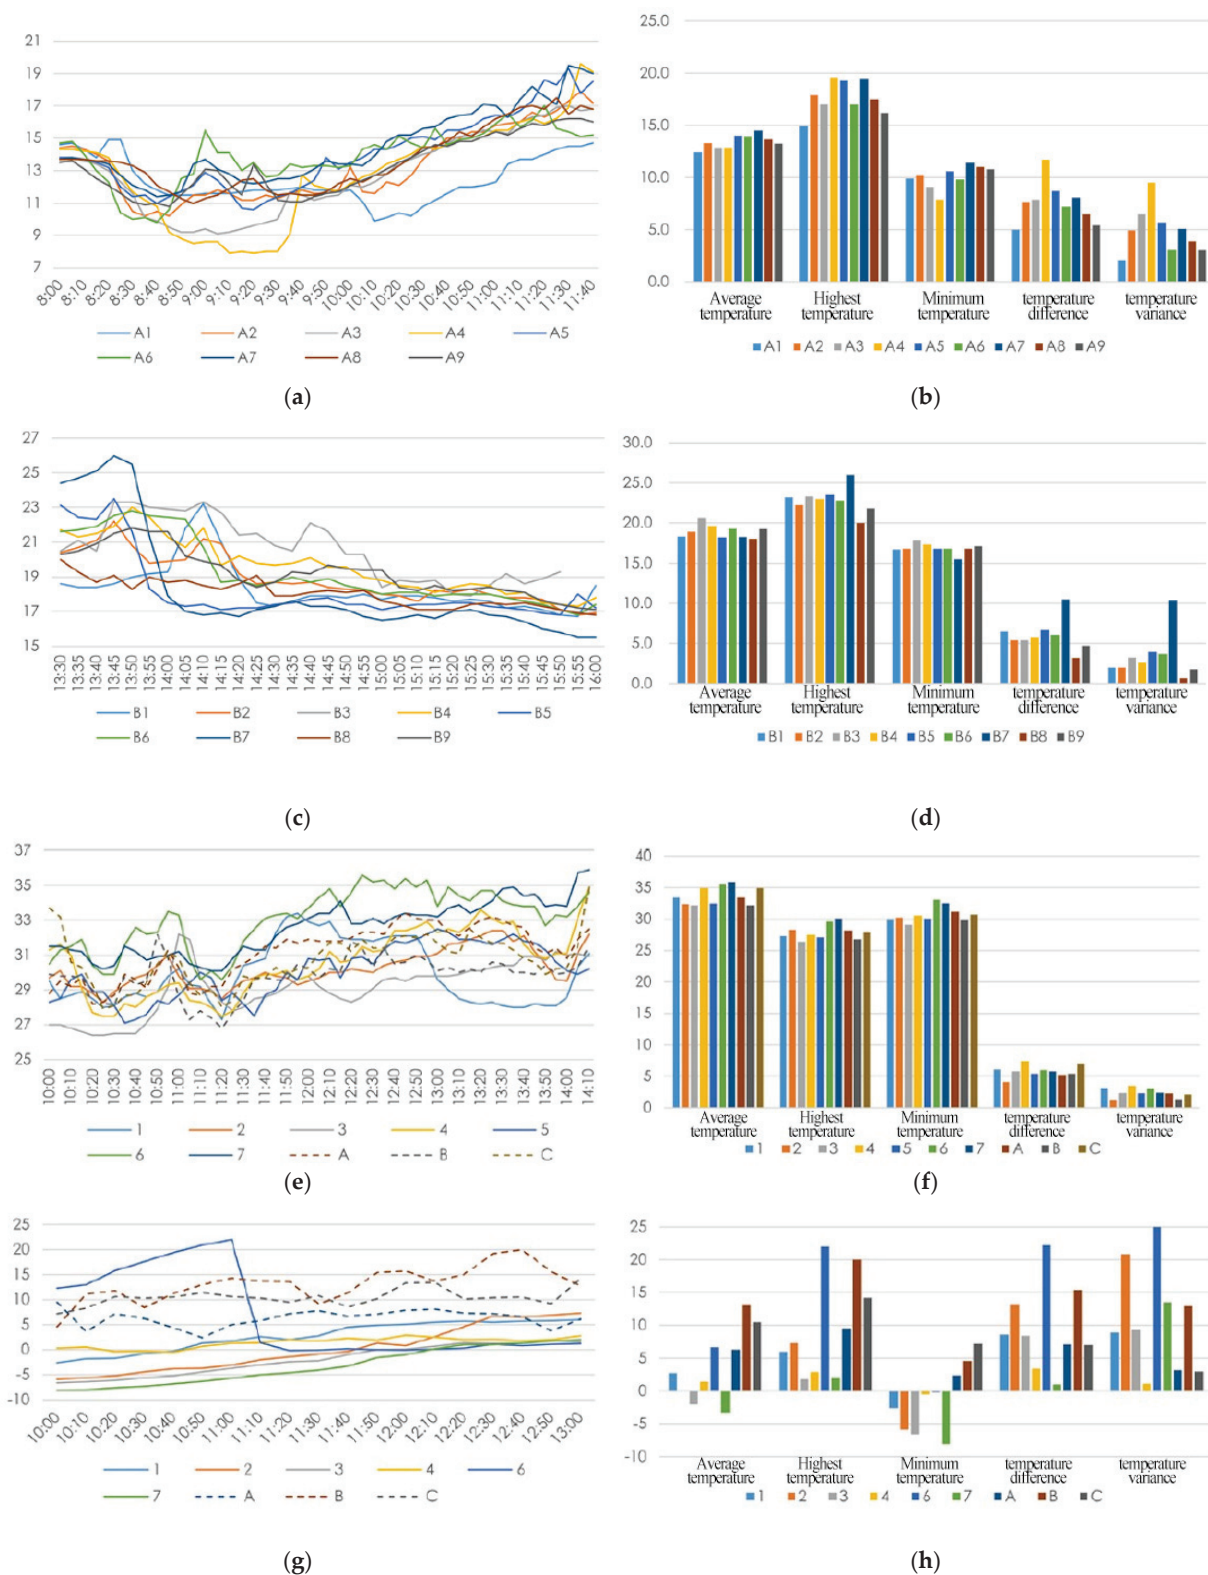 21
19
17
15
13
11
9
7
8:00 8:10 8:20 8:30 8:40 8:50 9:00 9:10 9:20 9:30 9:40 9:50 10:00 10:10 10:20 10:30 10:40 10:50 11:00 11:10 11:20 11:30 11:40
A1 A2 A3 A4 A5
A6 A7 A8 A9
(a)
25.0
20.0
15.0
10.0
5.0
0.0
Average temperature Highest temperature Minimum temperature temperature difference temperature variance
A1 A2 A3 A4 A5 A6 A7 A8 A9
(b)
27
25
23
21
19
17
15
13:30 13:35 13:40 13:45 13:50 13:55 14:00 14:05 14:10 14:15 14:20 14:25 14:30 14:35 14:40 14:45 14:50 14:55 15:00 15:05 15:10 15:15 15:20 15:25 15:30 15:35 15:40 15:45 15:50 15:55 16:00
B1 B2 B3 B4 B5
B6 B7 B8 B9
(c)
30.0
25.0
20.0
15.0
10.0
5.0
0.0
Average temperature Highest temperature Minimum temperature temperature difference temperature variance
B1 B2 B3 B4 B5 B6 B7 B8 B9
(d)
37
35
33
31
29
27
25
10:00 10:10 10:20 10:30 10:40 10:50 11:00 11:10 11:20 11:30 11:40 11:50 12:00 12:10 12:20 12:30 12:40 12:50 13:00 13:10 13:20 13:30 13:40 13:50 14:00 14:10
1 2 3 4 5
6 7 A B C
(e)
40
35
30
25
20
15
10
5
0
Average temperature Highest temperature Minimum temperature temperature difference temperature variance
1 2 3 4 5 6 7 A B C
(f)
25
20
15
10
5
0
-5
-10
10:00 10:10 10:20 10:30 10:40 10:50 11:00 11:10 11:20 11:30 11:40 11:50 12:00 12:10 12:20 12:30 12:40 12:50 13:00
1 2 3 4 6
7 A B C
(g)
25
20
15
10
5
0
-5
-10
Average temperature Highest temperature Minimum temperature temperature difference temperature variance
1 2 3 4 6 7 A B C
(h)